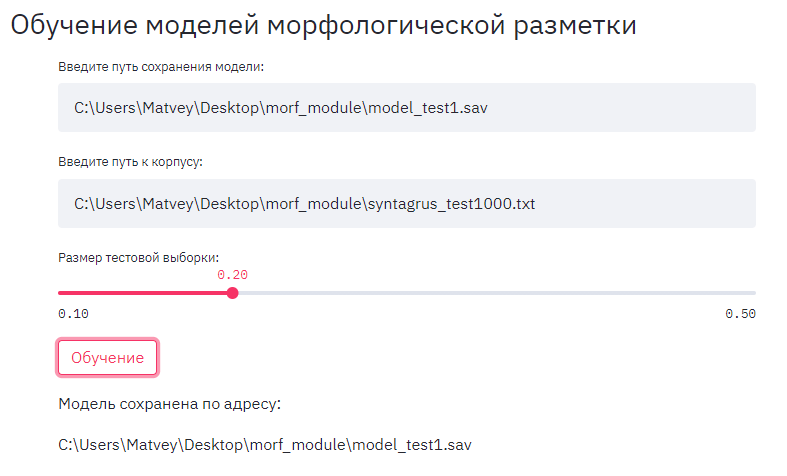 Обучение моделей морфологической разметки
Введите путь сохранения модели:
C:\Users\Matvey\Desktop\morf_module\model_test1.sav
Введите путь к корпусу:
C:\Users\Matvey\Desktop\morf_module\syntagrus_test1000.txt
Размер тестовой выборки:
0.20
0.10 0.50
Обучение
Модель сохранена по адресу:
C:\Users\Matvey\Desktop\morf_module\model_test1.sav